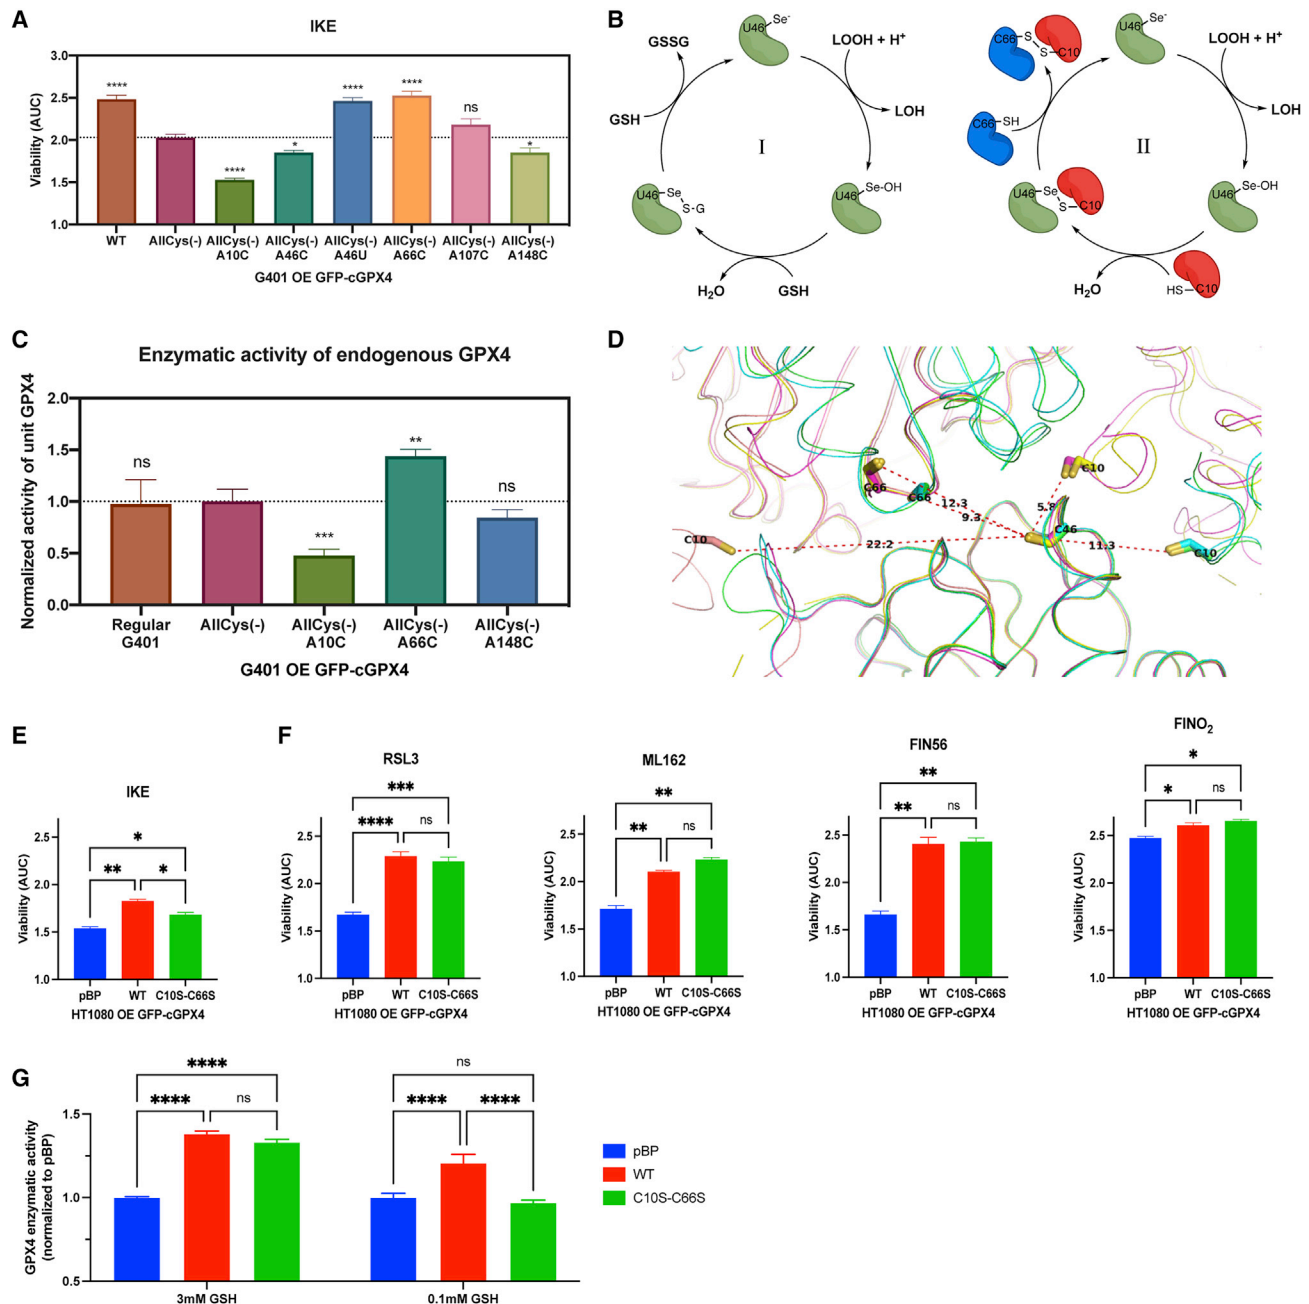 A
IKE
Viability (AUC)
3.0
2.5
2.0
1.5
1.0
****
****
*
****
****
ns
*
WT
AllCys(-)
AllCys(-) A10C
AllCys(-) A46C
AllCys(-) A46U
AllCys(-) A66C
AllCys(-) A107C
AllCys(-) A148C
G401 OE GFP-cGPX4
B
U46
Se-
GSSG
LOOH + H+
LOH
GSH
I
U46
Se
S-G
U46
Se-OH
H2O
GSH
C66
S
S
C10
U46
Se-
LOOH + H+
LOH
C66
SH
II
U46
Se
S
C10
U46
Se-OH
H2O
HS
C10
C
Enzymatic activity of endogenous GPX4
Normalized activity of unit GPX4
2.0
1.5
1.0
0.5
0.0
ns
***
**
ns
Regular G401
AllCys(-)
AllCys(-) A10C
AllCys(-) A66C
AllCys(-) A148C
G401 OE GFP-cGPX4
D
C66
C66
C10
12.3
9.3
5.8
C46
C10
22.2
11.3
C10
E
IKE
Viability (AUC)
2.5
2.0
1.5
1.0
*
**
*
pBP
WT
C10S-C66S
HT1080 OE GFP-cGPX4
F
RSL3
Viability (AUC)
2.5
2.0
1.5
1.0
***
****
ns
pBP
WT
C10S-C66S
HT1080 OE GFP-cGPX4
ML162
Viability (AUC)
2.5
2.0
1.5
1.0
**
**
ns
pBP
WT
C10S-C66S
HT1080 OE GFP-cGPX4
FIN56
Viability (AUC)
2.5
2.0
1.5
1.0
**
**
ns
pBP
WT
C10S-C66S
HT1080 OE GFP-cGPX4
FINO2
Viability (AUC)
2.5
2.0
1.5
1.0
*
*
ns
pBP
WT
C10S-C66S
HT1080 OE GFP-cGPX4
G
GPX4 enzymatic activity
(normalized to pBP)
1.5
1.0
0.5
****
****
ns
ns
****
****
3mM GSH
0.1mM GSH
pBP
WT
C10S-C66S